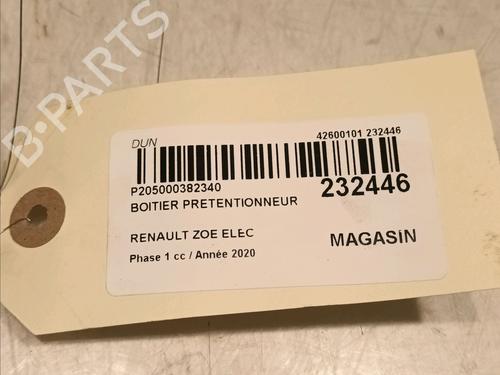 B-PARTS
DUN
42600101 232446
P205000382340
232446
BOITIER PRETENTIONNEUR
RENAULT ZOE ELEC
MAGASIN
Phase 1 cc / Année 2020